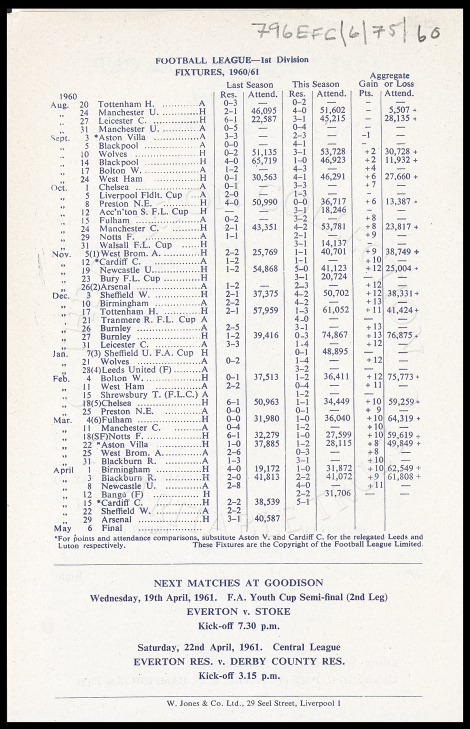 796EFC/6/75/60
FOOTBALL LEAGUE—1st Division
FIXTURES, 1960/61
Aggregate
Last Season This Season Gain or Loss
1960 Res. Attend. Res. Attend. Pts. Attend.
Aug. 20 Tottenham H. A 0–3 — 0–2 — — —
„ 24 Manchester U. H 2–1 46,095 4–0 51,602 — 5,507 +
„ 27 Leicester C. H 6–1 22,587 3–1 45,215 — 28,135 +
„ 31 Manchester U. A 0–5 — 0–4 — — —
Sept. 3 *Aston Villa A 3–3 — 2–3 — –1 —
„ 5 Blackpool A 0–0 — 4–1 —
„ 10 Wolves H 0–2 51,135 3–1 53,728 +2 30,728 +
„ 14 Blackpool H 4–0 65,719 1–0 46,923 +2 11,932 +
„ 17 Bolton W. A 1–2 — 4–3 — +4 —
„ 24 West Ham H 0–1 30,563 4–1 46,291 +6 27,660 +
Oct. 1 Chelsea A 0–1 — 3–3 — +7 —
„ 5 Liverpool Fldlt. Cup A 2–0 — 1–3 —
„ 8 Preston N.E. H 4–0 50,990 0–0 36,717 +6 13,387 +
„ 12 Acc'n'ton S. F.L. Cup H 3–1 18,246 —
„ 15 Fulham A 0–2 — 3–2 — +8 —
„ 24 Manchester C. H 2–1 43,351 4–2 53,781 +8 23,817 +
„ 29 Notts F. A 1–1 — 2–1 — +9 —
„ 31 Walsall F.L. Cup H 3–1 14,137 —
Nov. 5(1) West Brom. A. H 2–2 25,769 1–1 40,701 +9 38,749 +
„ 12 *Cardiff C. A 1–2 — 1–1 — +10 —
„ 19 Newcastle U. H 1–2 54,868 5–0 41,123 +12 25,004 +
„ 23 Bury F.L. Cup H 3–1 20,724 —
„ 26(2)Arsenal A 1–2 — 2–3 — +12 —
Dec. 3 Sheffield W. H 2–1 37,375 4–2 50,702 +12 38,331 +
„ 10 Birmingham A 2–2 — +13 —
„ 17 Tottenham H. H 2–1 57,959 1–3 61,052 +11 41,424 +
„ 21 Tranmere R. F.L. Cup A 4–0 —
„ 26 Burnley A 2–5 — 3–1 — +13 —
„ 27 Burnley H 1–2 39,416 0–3 74,867 +13 76,875 +
„ 31 Leicester C. A 3–3 — 1–4 — +12 —
Jan. 7(3) Sheffield U. F.A. Cup H 0–1 48,895 —
„ 21 Wolves A 0–2 — 1–4 — +12 —
„ 28(4)Leeds United (F) A 3–2 —
Feb. 4 Bolton W. H 0–1 37,513 1–2 36,411 +12 75,773 +
„ 11 West Ham A 2–2 — 0–4 — +11 —
„ 15 Shrewsbury T. (F.L.C.) A 1–2 —
„ 18(5)Chelsea H 6–1 50,963 1–1 34,449 +10 59,259 +
„ 25 Preston N.E. A 0–0 — 0–1 — + 9 —
Mar. 4(6)Fulham H 0–0 31,980 1–0 36,040 +10 64,319 +
„ 11 Manchester C. A 0–4 — 1–2 — +10 —
„ 18(SF)Notts F. H 6–1 32,279 1–0 27,599 +10 59,619 +
„ 22 *Aston Villa H 1–0 37,885 1–2 28,115 +8 49,849 +
„ 25 West Brom. A. A 2–6 — 0–3 — +8 —
„ 31 Blackburn R. A 1–3 — 3–1 — +10 —
April 1 Birmingham H 4–0 19,172 1–0 31,872 +10 62,549 +
„ 3 Blackburn R. H 2–0 41,813 2–2 41,072 +9 61,808 +
„ 8 Newcastle U. A 2–8 — 4–0 — +11 —
„ 12 Bangú (F) H 2–2 31,706 — —
„ 15 *Cardiff C. H 2–2 38,539 5–1
„ 22 Sheffield W. A 2–2 —
„ 29 Arsenal H 3–1 40,587
May 6 Final
*For points and attendance comparisons, substitute Aston V. and Cardiff C. for the relegated Leeds and
Luton respectively. These Fixtures are the Copyright of the Football League Limited.
NEXT MATCHES AT GOODISON
Wednesday, 19th April, 1961. F.A. Youth Cup Semi-final (2nd Leg)
EVERTON v. STOKE
Kick-off 7.30 p.m.
Saturday, 22nd April, 1961. Central League
EVERTON RES. v. DERBY COUNTY RES.
Kick-off 3.15 p.m.
W. Jones & Co. Ltd., 29 Seel Street, Liverpool 1